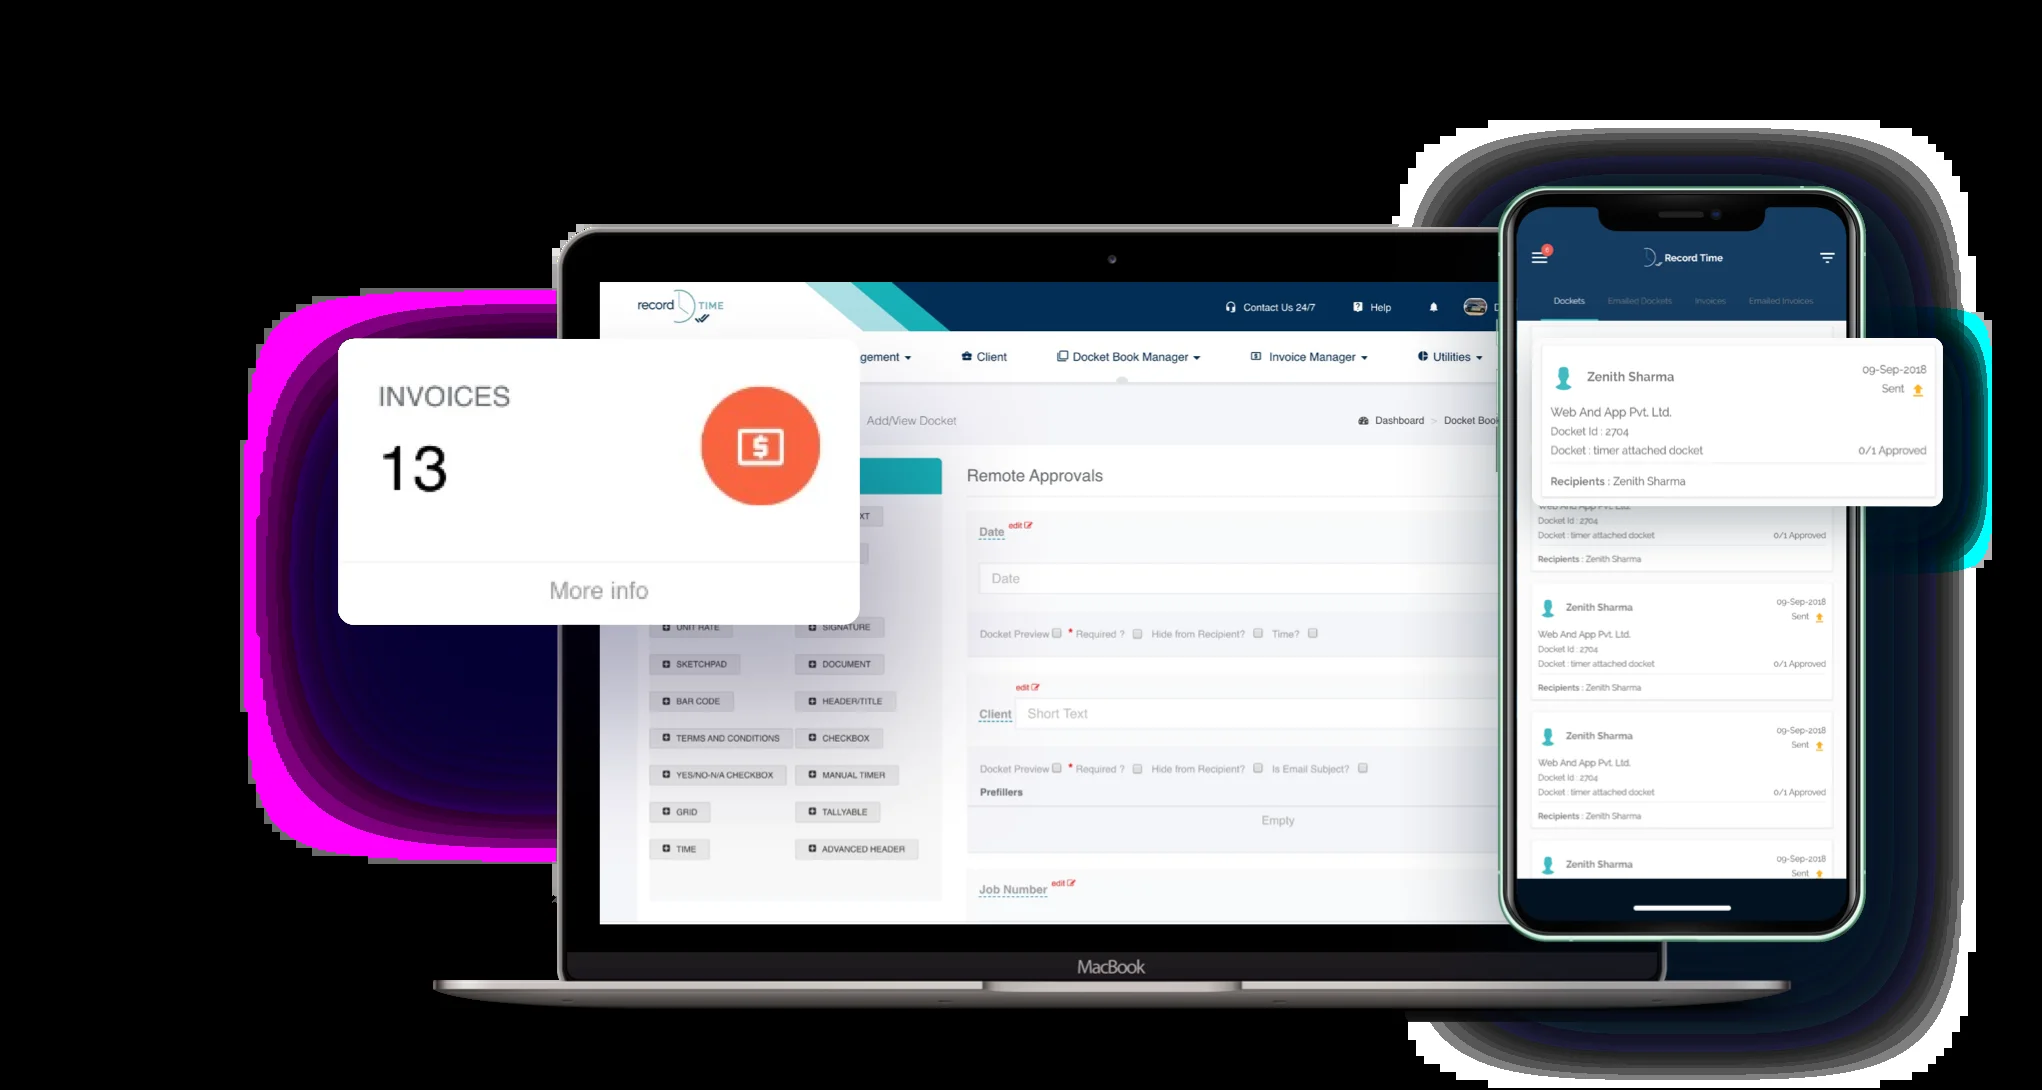 record TIME
Contact Us 24/7
Help
gement
Client
Docket Book Manager
Invoice Manager
Utilities
INVOICES
13
More info
Add/View Docket
Dashboard > Docket Book
Remote Approvals
Date edit
Date
Docket Preview * Required ? Hide from Recipient? Time?
edit
Client Short Text
Docket Preview * Required ? Hide from Recipient? Is Email Subject?
Prefillers
Empty
Job Number edit
UNIT RATE SIGNATURE
SKETCHPAD DOCUMENT
BAR CODE HEADER/TITLE
TERMS AND CONDITIONS CHECKBOX
YES/NO-N/A CHECKBOX MANUAL TIMER
GRID TALLYABLE
TIME ADVANCED HEADER
MacBook
Record Time
Dockets Emailed Dockets Invoices Emailed Invoices
Zenith Sharma 09-Sep-2018
Sent
Web And App Pvt. Ltd.
Docket Id : 2704
Docket : timer attached docket 0/1 Approved
Recipients : Zenith Sharma
Web And App Pvt. Ltd.
Docket Id : 2704
Docket : timer attached docket 0/1 Approved
Recipients : Zenith Sharma
Zenith Sharma 09-Sep-2018
Sent
Web And App Pvt. Ltd.
Docket Id : 2704
Docket : timer attached docket 0/1 Approved
Recipients : Zenith Sharma
Zenith Sharma 09-Sep-2018
Sent
Web And App Pvt. Ltd.
Docket Id : 2704
Docket : timer attached docket 0/1 Approved
Recipients : Zenith Sharma
Zenith Sharma 09-Sep-2018
Sent